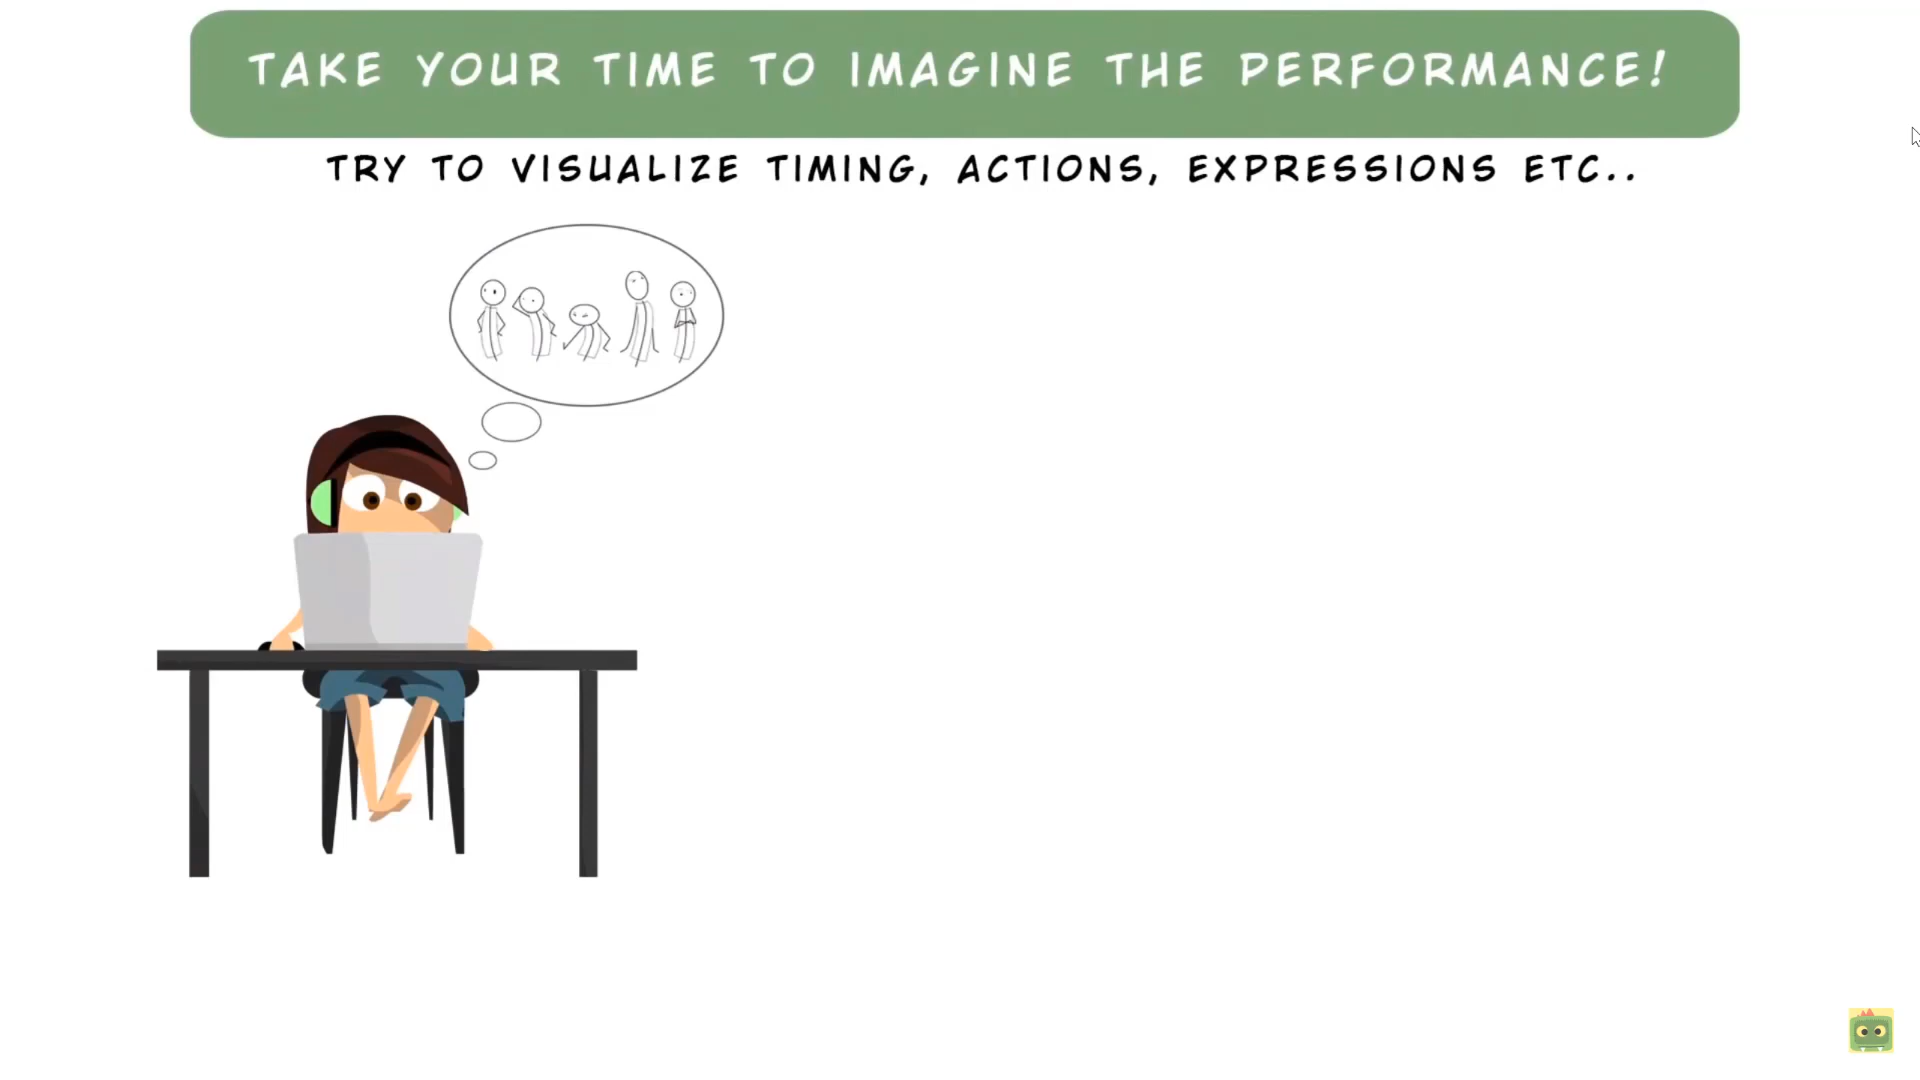 TAKE YOUR TIME TO IMAGINE THE PERFORMANCE!
TRY TO VISUALIZE TIMING, ACTIONS, EXPRESSIONS ETC..